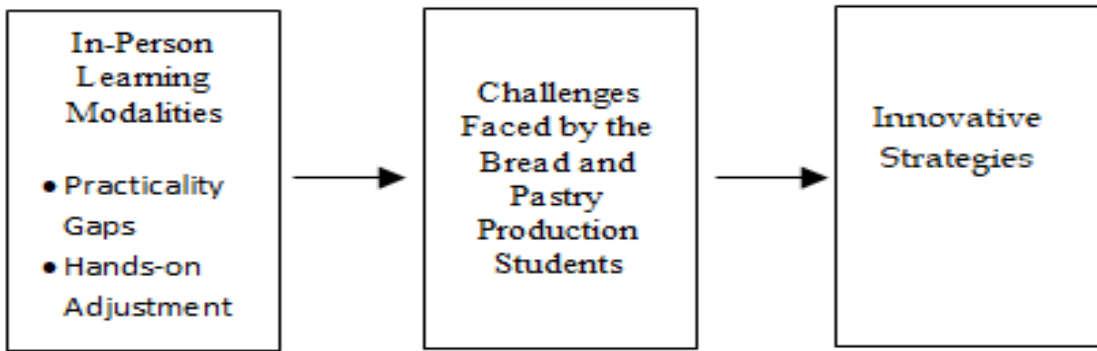 In-Person
Learning
Modalities
● Practicality
Gaps
● Hands-on
Adjustment
Challenges
Faced by the
Bread and
Pastry
Production
Students
Innovative
Strategies